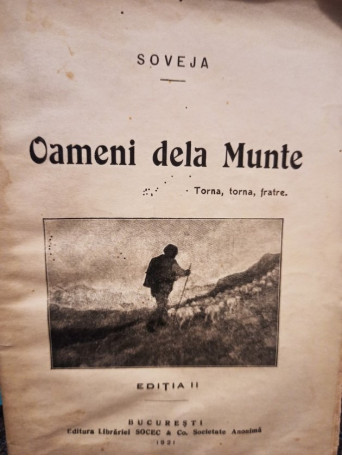 SOVEJA
Oameni dela Munte
Torna, torna, fratre.
EDIȚIA II
BUCUREȘTI
Editura Librăriei SOCEC & Co. Societate Anonimă
1921